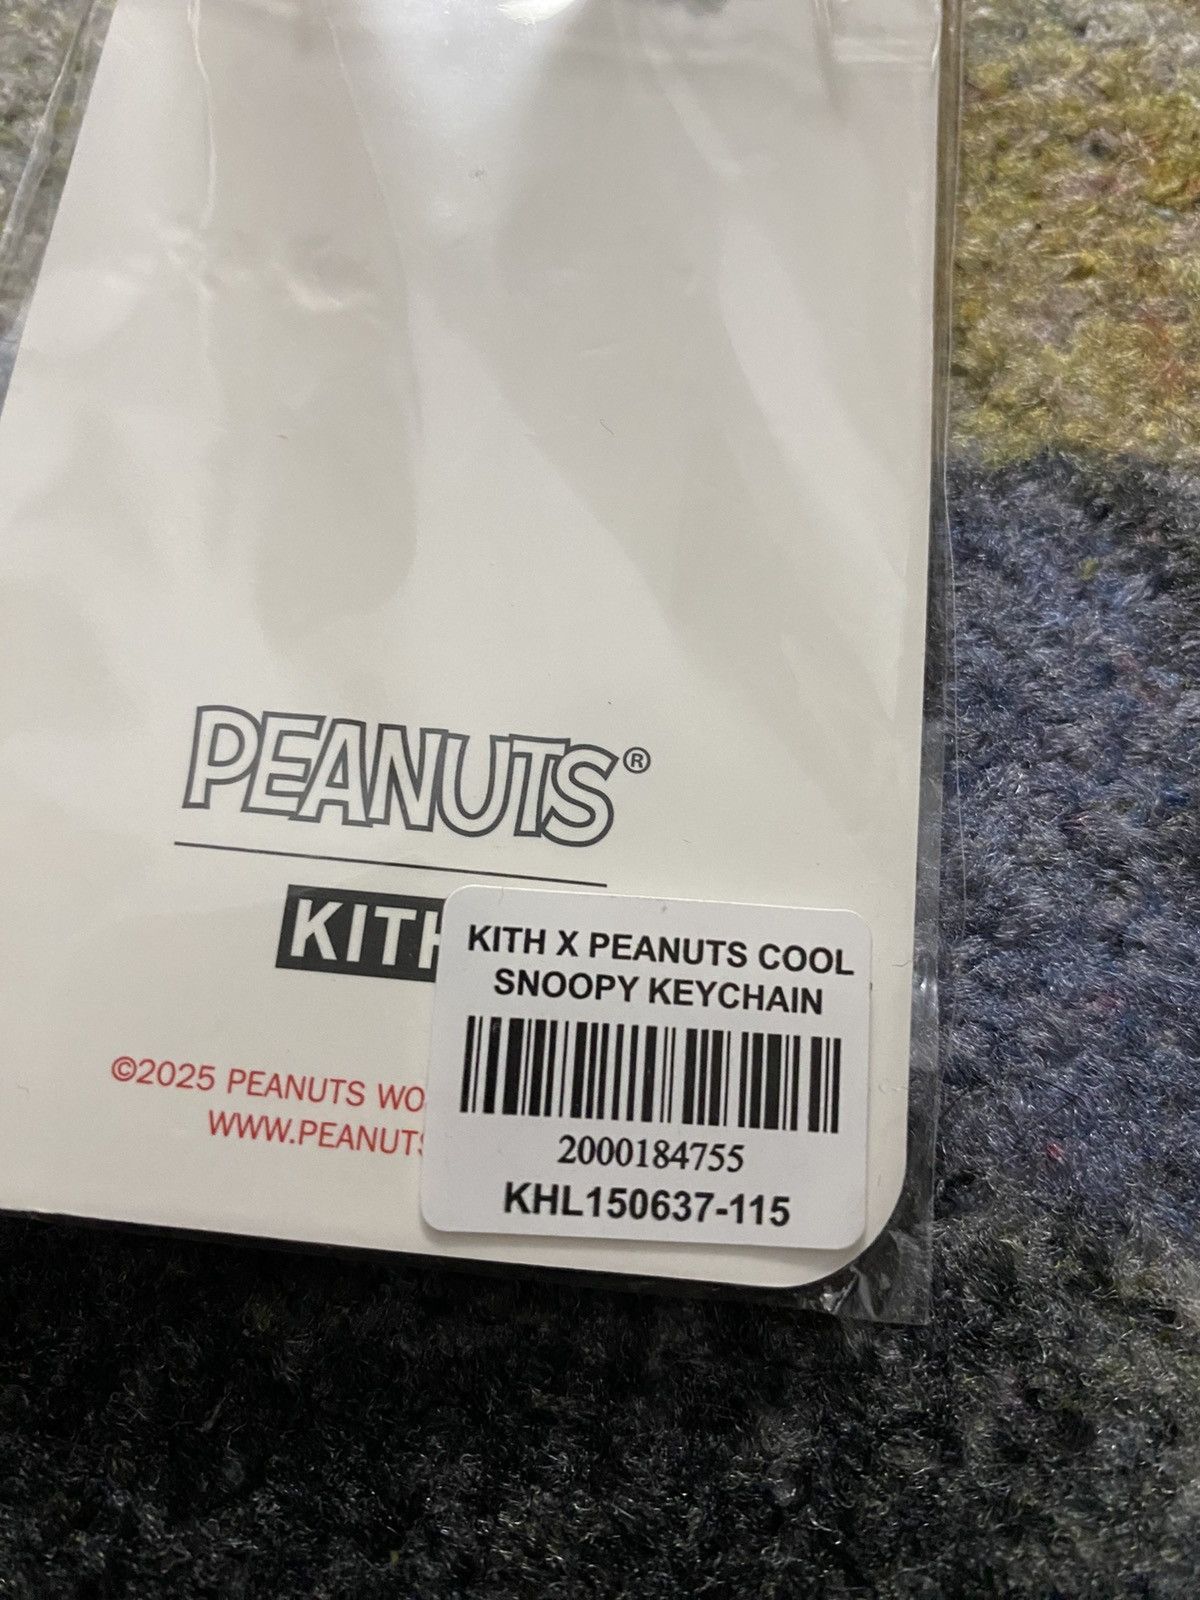 PEANUTS®
KITH
KITH X PEANUTS COOL
SNOOPY KEYCHAIN
2000184755
KHL150637-115
©2025 PEANUTS WO
WWW.PEANUTS